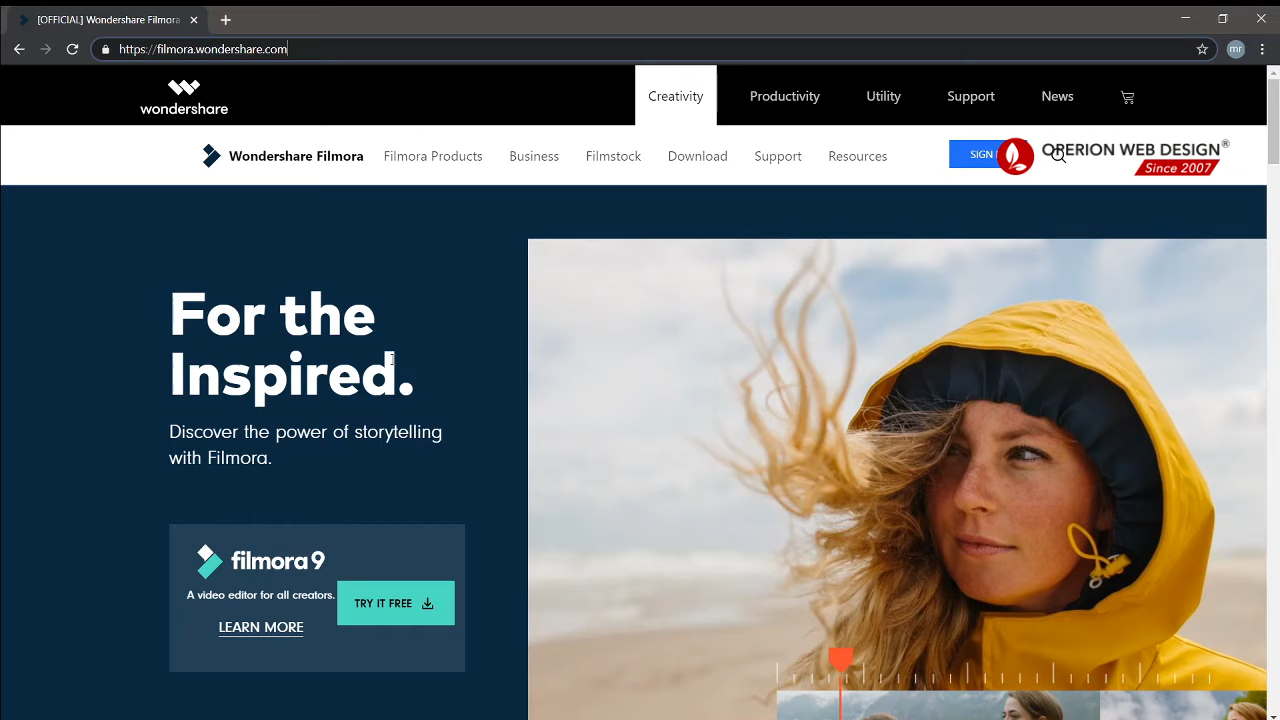 [OFFICIAL] Wondershare Filmora
https://filmora.wondershare.com
mr
wondershare
Creativity
Productivity
Utility
Support
News
Wondershare Filmora
Filmora Products
Business
Filmstock
Download
Support
Resources
SIGN
OPERION WEB DESIGN®
Since 2007
For the
Inspired.
Discover the power of storytelling
with Filmora.
filmora9
A video editor for all creators.
TRY IT FREE
LEARN MORE